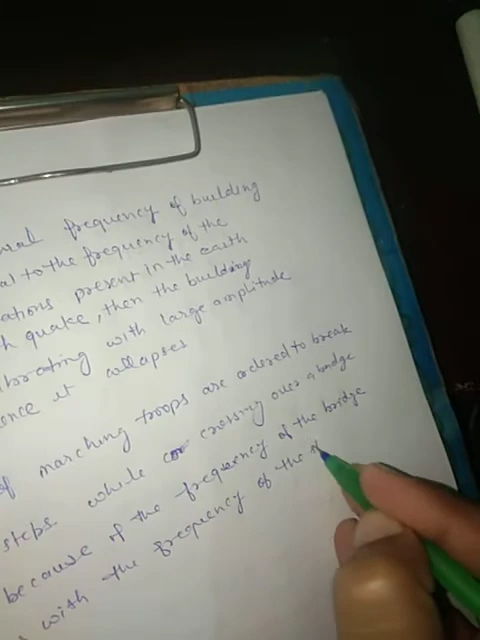 frequency of building
to the frequency of the
present in the earth
quake, then the building
with large amplitude
it collapses
of marching troops are ordered to break
steps while crossing over a bridge
because of the frequency of the bridge
with the frequency of the